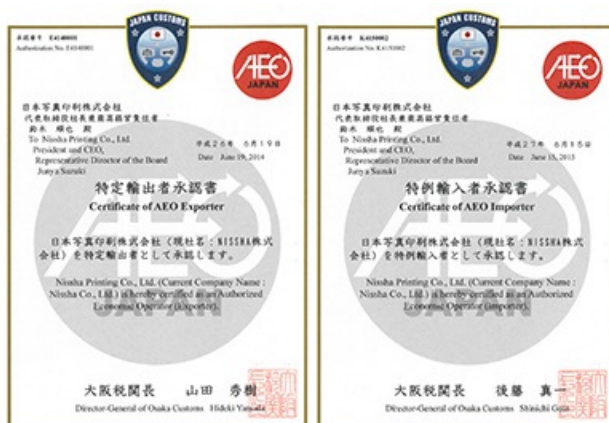 JAPAN CUSTOMS
承認番号 E4140001
Authorization No. E4140001
AEO
JAPAN
日本写真印刷株式会社
代表取締役社長兼最高経営責任者
鈴木 順也 殿
To Nissha Printing Co., Ltd.
President and CEO,
Representative Director of the Board
Junya Suzuki
平成26年 6月19日
Date June 19, 2014
特定輸出者承認書
Certificate of AEO Exporter
日本写真印刷株式会社（現社名：NISSHA株式
会社）を特定輸出者として承認します。
Nissha Printing Co., Ltd. (Current Company Name :
Nissha Co., Ltd.) is hereby certified as an Authorized
Economic Operator (Exporter).
AEO
JAPAN
大阪税関長 山田 秀樹
Director-General of Osaka Customs Hideki Yamada
JAPAN CUSTOMS
承認番号 K4150002
Authorization No. K4150002
AEO
JAPAN
日本写真印刷株式会社
代表取締役社長兼最高経営責任者
鈴木 順也 殿
To Nissha Printing Co., Ltd.
President and CEO,
Representative Director of the Board
Junya Suzuki
平成27年 6月15日
Date June 15, 2015
特例輸入者承認書
Certificate of AEO Importer
日本写真印刷株式会社（現社名：NISSHA株式
会社）を特例輸入者として承認します。
Nissha Printing Co., Ltd. (Current Company Name :
Nissha Co., Ltd.) is hereby certified as an Authorized
Economic Operator (Importer).
AEO
JAPAN
大阪税関長 後藤 真一
Director-General of Osaka Customs Shinichi Goto